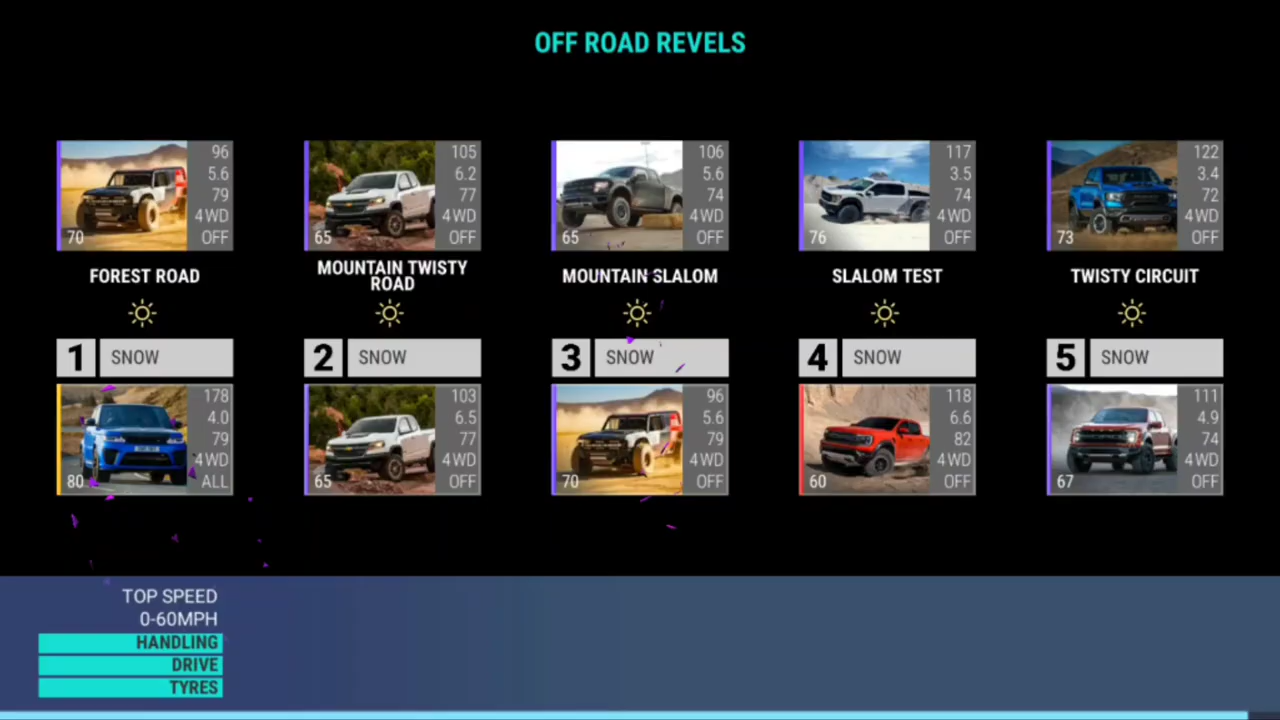 OFF ROAD REVELS
96
5.6
79
4WD
70 OFF
105
6.2
77
4WD
65 OFF
106
5.6
74
4WD
65 OFF
117
3.5
74
4WD
76 OFF
122
3.4
72
4WD
73 OFF
FOREST ROAD
MOUNTAIN TWISTY
ROAD
MOUNTAIN SLALOM
SLALOM TEST
TWISTY CIRCUIT
1 SNOW
2 SNOW
3 SNOW
4 SNOW
5 SNOW
178
4.0
79
4WD
80 ALL
103
6.5
77
4WD
65 OFF
96
5.6
79
4WD
70 OFF
118
6.6
82
4WD
60 OFF
111
4.9
74
4WD
67 OFF
TOP SPEED
0-60MPH
HANDLING
DRIVE
TYRES